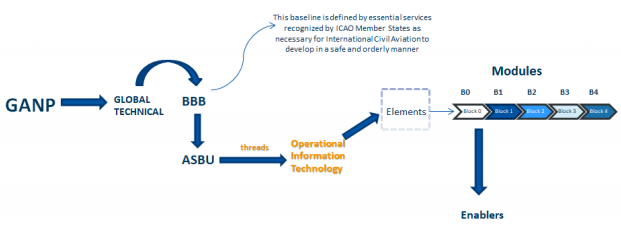 This baseline is defined by essential services
recognized by ICAO Member States as
necessary for International Civil Aviation to
develop in a safe and orderly manner
Modules
B0 B1 B2 B3 B4
GANP
GLOBAL
TECHNICAL
BBB
Elements
Block 0 Block 1 Block 2 Block 3 Block 4
ASBU
threads
Operational
Information
Technology
Enablers